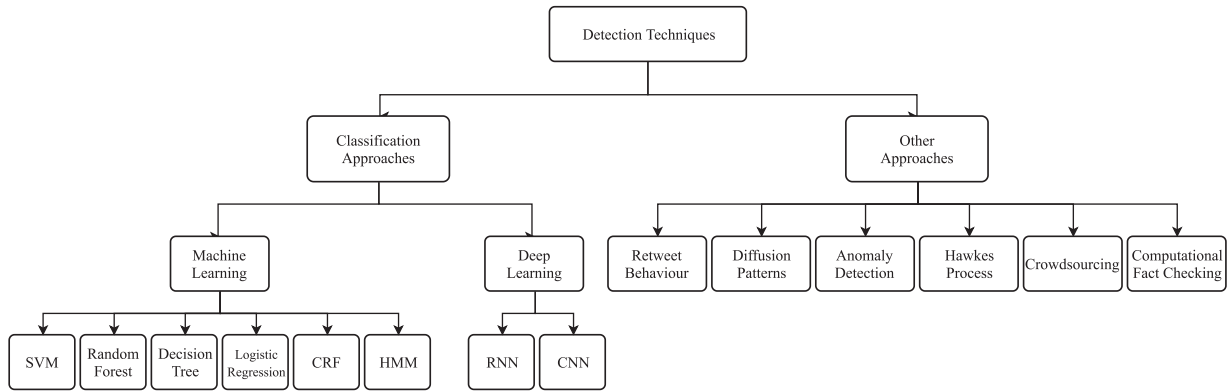 Detection Techniques
Classification
Approaches
Other
Approaches
Machine
Learning
Deep
Learning
Retweet
Behaviour
Diffusion
Patterns
Anomaly
Detection
Hawkes
Process
Crowdsourcing
Computational
Fact Checking
SVM
Random
Forest
Decision
Tree
Logistic
Regression
CRF
HMM
RNN
CNN